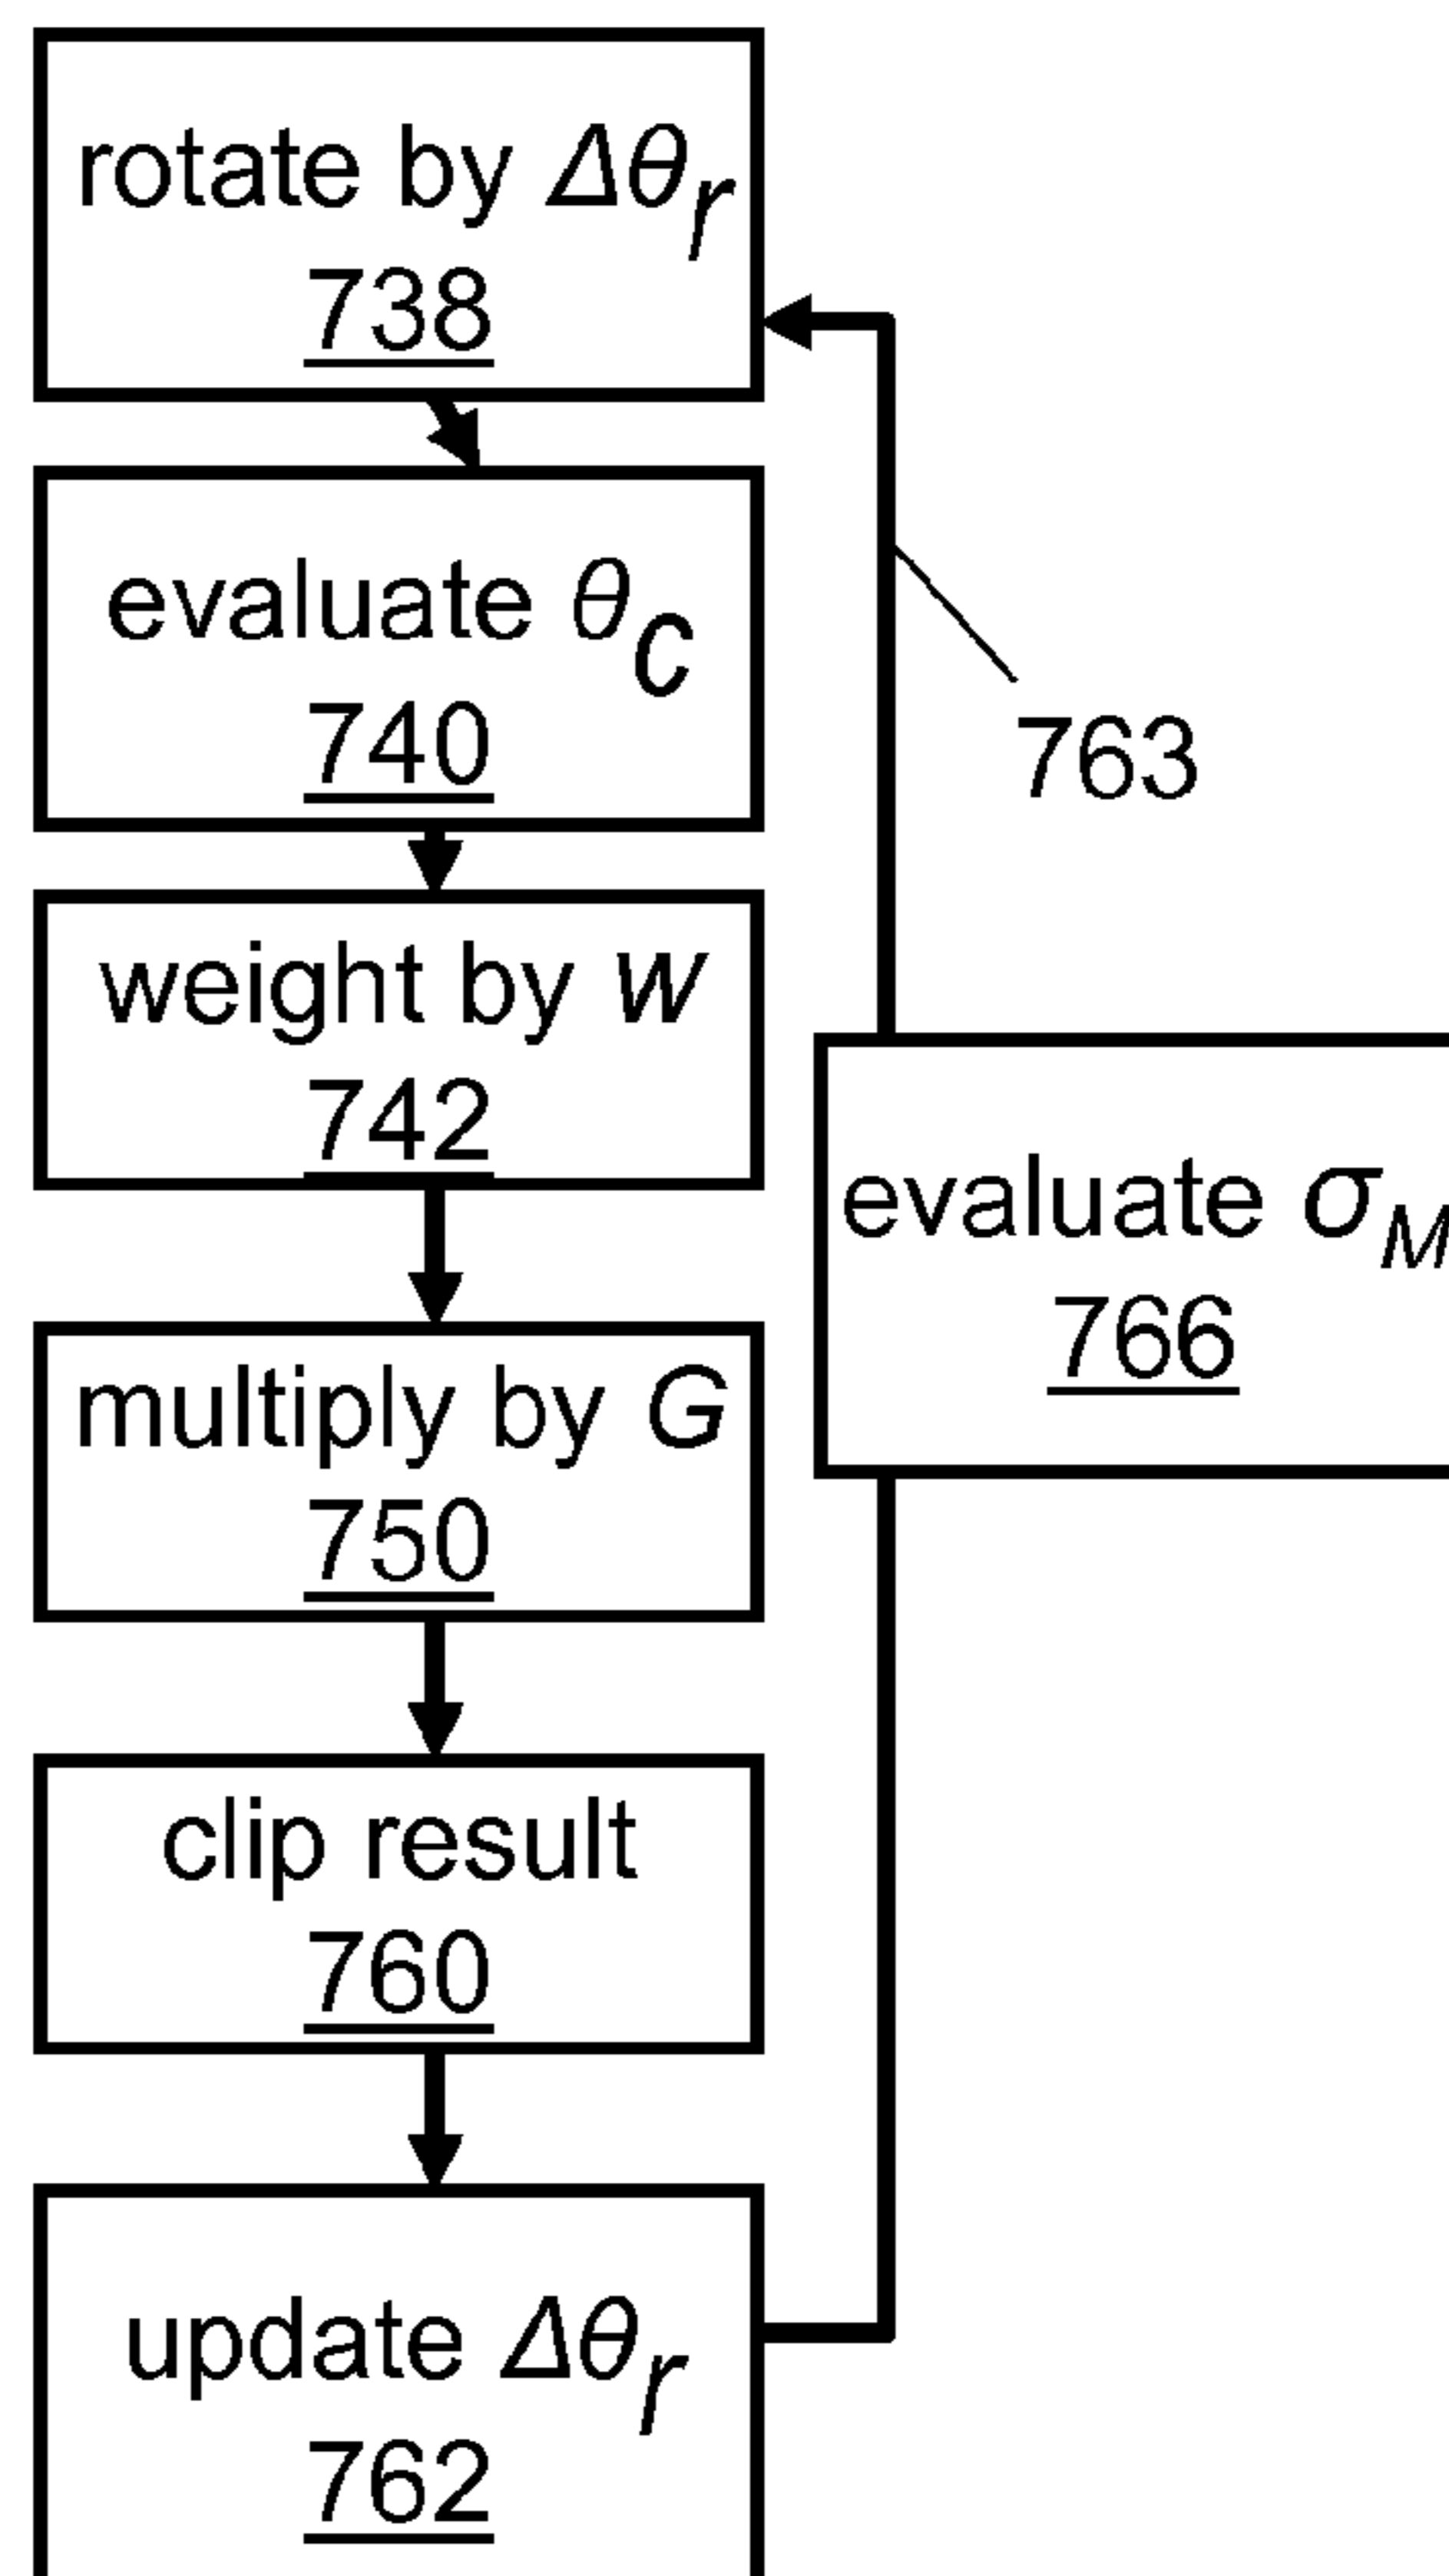 rotate by Δθr
738
evaluate θc
740
763
weight by w
742
evaluate σM
766
multiply by G
750
clip result
760
update Δθr
762